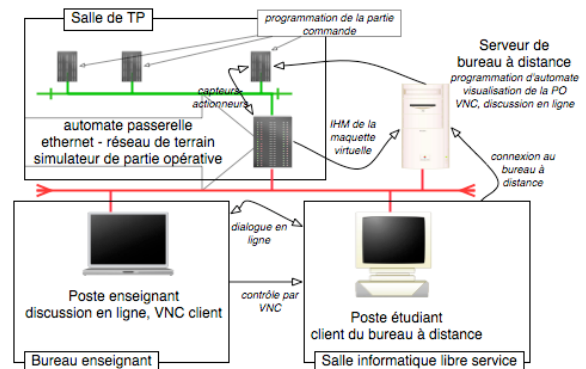 Salle de TP
programmation de la partie
commande
Serveur de
bureau à distance
programmation d'automate
visualisation de la PO
VNC, discussion en ligne
capteurs-
actionneurs
automate passerelle
ethernet - réseau de terrain
simulateur de partie opérative
IHM de la
maquette
virtuelle
connexion au
bureau à
distance
dialogue en
ligne
Poste enseignant
discussion en ligne, VNC client
contrôle par
VNC
Poste étudiant
client du bureau à distance
Bureau enseignant
Salle informatique libre service